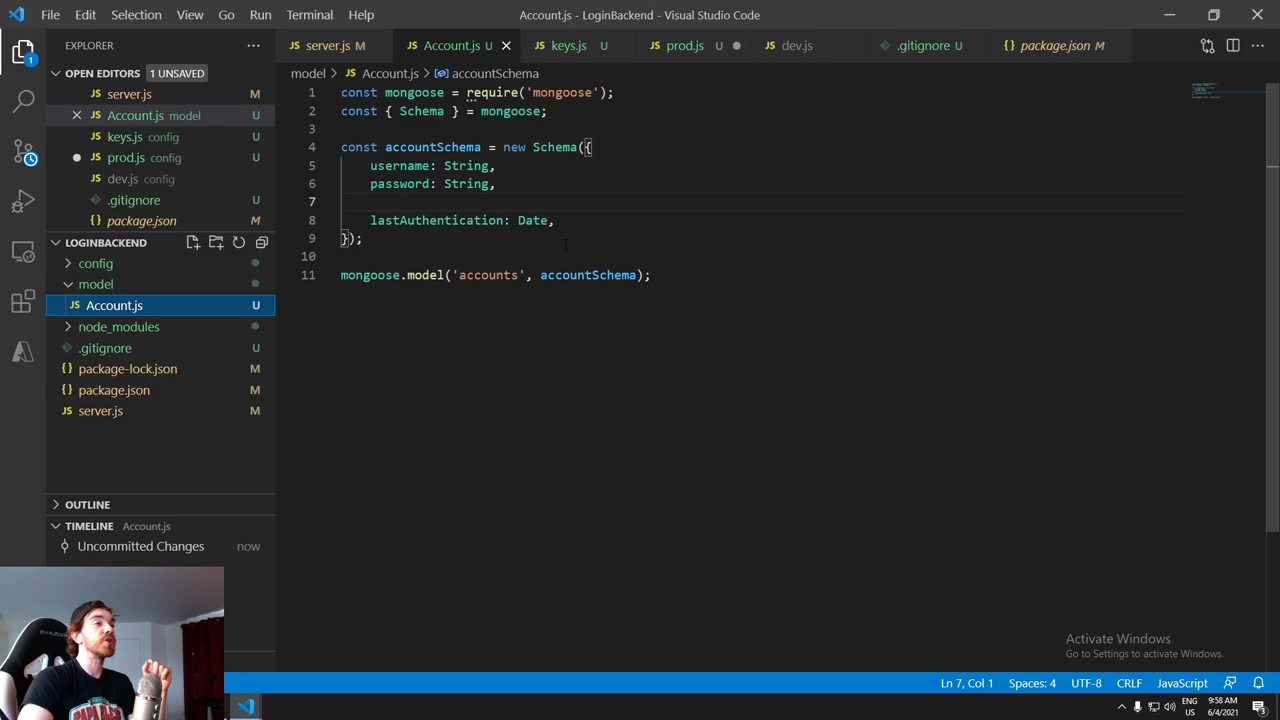 File Edit Selection View Go Run Terminal Help
Account.js - LoginBackend - Visual Studio Code
EXPLORER
server.js M
Account.js U
keys.js U
prod.js U
dev.js
.gitignore U
package.json M
OPEN EDITORS 1 UNSAVED
server.js M
Account.js model U
keys.js config U
prod.js config U
dev.js config
.gitignore U
package.json M
LOGINBACKEND
config
model
Account.js U
node_modules
.gitignore U
package-lock.json M
package.json M
server.js M
OUTLINE
TIMELINE Account.js
Uncommitted Changes now
model > JS Account.js > accountSchema
1 const mongoose = require('mongoose');
2 const { Schema } = mongoose;
3
4 const accountSchema = new Schema({
5 username: String,
6 password: String,
7
8 lastAuthentication: Date,
9 });
10
11 mongoose.model('accounts', accountSchema);
Activate Windows
Go to Settings to activate Windows.
Ln 7, Col 1 Spaces: 4 UTF-8 CRLF JavaScript
ENG
US
9:58 AM
6/4/2021